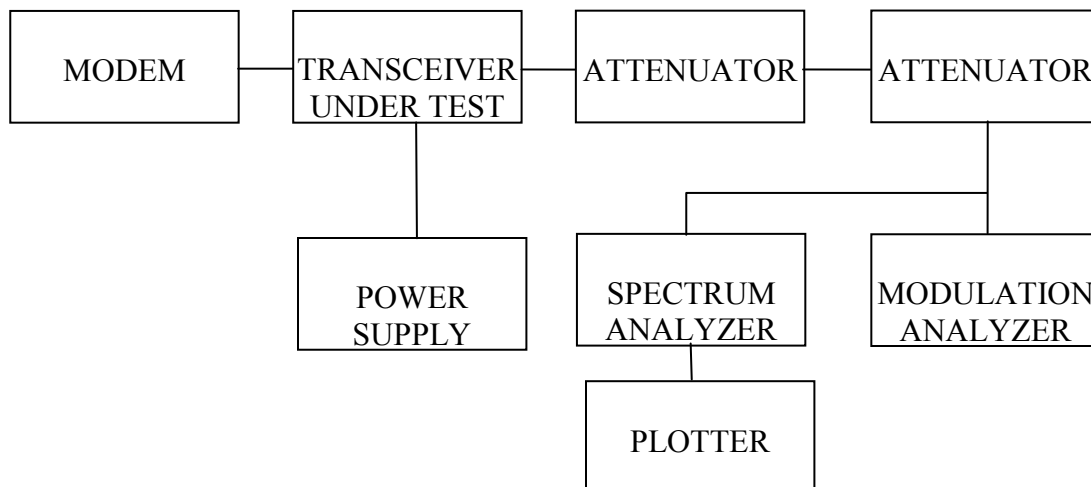 MODEM
TRANSCEIVER
UNDER TEST
ATTENUATOR
ATTENUATOR
POWER
SUPPLY
SPECTRUM
ANALYZER
MODULATION
ANALYZER
PLOTTER